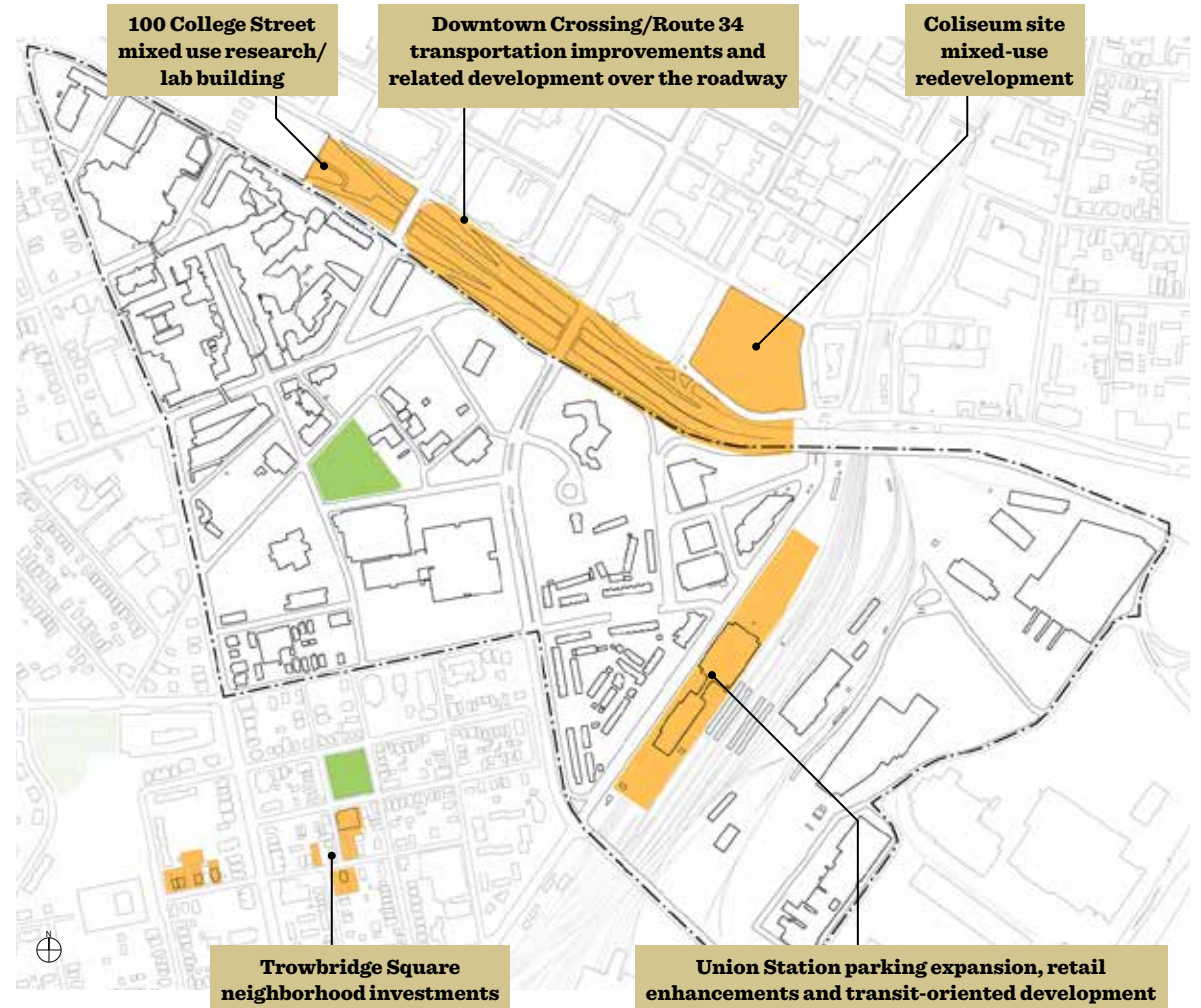 100 College Street
mixed use research/
lab building
Downtown Crossing/Route 34
transportation improvements and
related development over the roadway
Coliseum site
mixed-use
redevelopment
N
Trowbridge Square
neighborhood investments
Union Station parking expansion, retail
enhancements and transit-oriented development